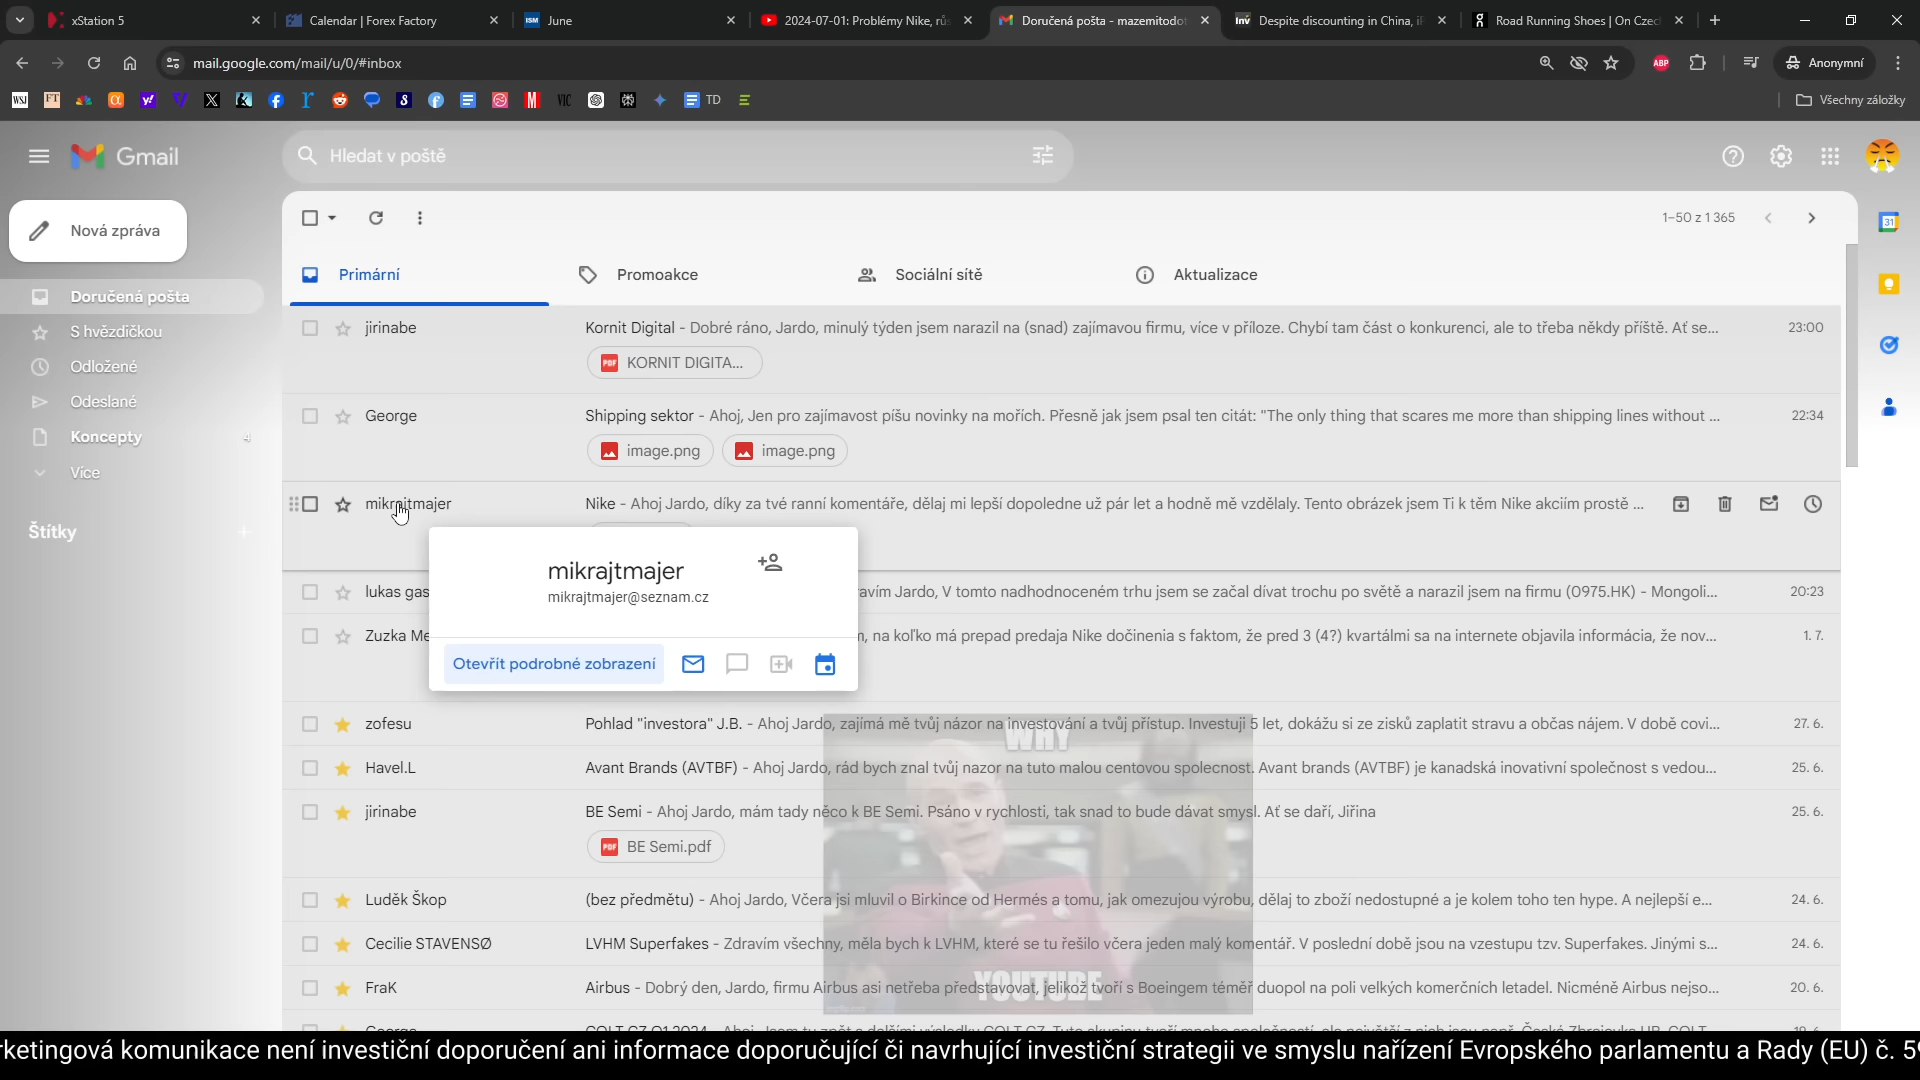 xStation 5
Calendar | Forex Factory
ISM
June
2024-07-01: Problémy Nike, růs
Doručená pošta - mazemitodot
Inv
Despite discounting in China, i
Road Running Shoes | On Czec
mail.google.com/mail/u/0/#inbox
ABP
Anonymní
WSJ
FT
VIC
TD
Všechny záložky
Gmail
Hledat v poště
Nová zpráva
1–50 z 1 365
31
Primární
Promoakce
Sociální sítě
Aktualizace
Doručená pošta
S hvězdičkou
Odložené
Odeslané
Koncepty
4
Více
Štítky
jirinabe
Kornit Digital - Dobré ráno, Jardo, minulý týden jsem narazil na (snad) zajímavou firmu, více v příloze. Chybí tam část o konkurenci, ale to třeba někdy příště. Ať se...
23:00
PDF
KORNIT DIGITA...
George
Shipping sektor - Ahoj, Jen pro zajímavost píšu novinky na mořích. Přesně jak jsem psal ten citát: "The only thing that scares me more than shipping lines without ...
22:34
image.png
image.png
mikrajtmajer
Nike - Ahoj Jardo, díky za tvé ranní komentáře, dělaj mi lepší dopoledne už pár let a hodně mě vzdělaly. Tento obrázek jsem Ti k těm Nike akciím prostě ...
mikrajtmajer
mikrajtmajer@seznam.cz
Otevřít podrobné zobrazení
lukas gas
avím Jardo, V tomto nadhodnoceném trhu jsem se začal dívat trochu po světě a narazil jsem na firmu (0975.HK) - Mongoli...
20:23
Zuzka Me
na koľko má prepad predaja Nike dočinenia s faktom, že pred 3 (4?) kvartálmi sa na internete objavila informácia, že nov...
1. 7.
zofesu
Pohlad "investora" J.B. - Ahoj Jardo, zajímá mě tvůj názor na investování a tvůj přístup. Investuji 5 let, dokážu si ze zisků zaplatit stravu a občas nájem. V době covi...
27. 6.
WHY
Havel.L
Avant Brands (AVTBF) - Ahoj Jardo, rád bych znal tvůj nazor na tuto malou centovou spolecnost. Avant brands (AVTBF) je kanadská inovativní společnost s vedou...
25. 6.
jirinabe
BE Semi - Ahoj Jardo, mám tady něco k BE Semi. Psáno v rychlosti, tak snad to bude dávat smysl. Ať se daří, Jiřina
25. 6.
PDF
BE Semi.pdf
Luděk Škop
(bez předmětu) - Ahoj Jardo, Včera jsi mluvil o Birkince od Hermés a tomu, jak omezujou výrobu, dělaj to zboží nedostupné a je kolem toho ten hype. A nejlepší e...
24. 6.
Cecilie STAVENSØ
LVHM Superfakes - Zdravím všechny, měla bych k LVHM, které se tu řešilo včera jeden malý komentář. V poslední době jsou na vzestupu tzv. Superfakes. Jinými s...
24. 6.
FraK
Airbus - Dobrý den, Jardo, firmu Airbus asi netřeba představovat, jelikož tvoří s Boeingem téměř duopol na poli velkých komerčních letadel. Nicméně Airbus nejso...
20. 6.
YOUTUBE
rketingová komunikace není investiční doporučení ani informace doporučující či navrhující investiční strategii ve smyslu nařízení Evropského parlamentu a Rady (EU) č. 5